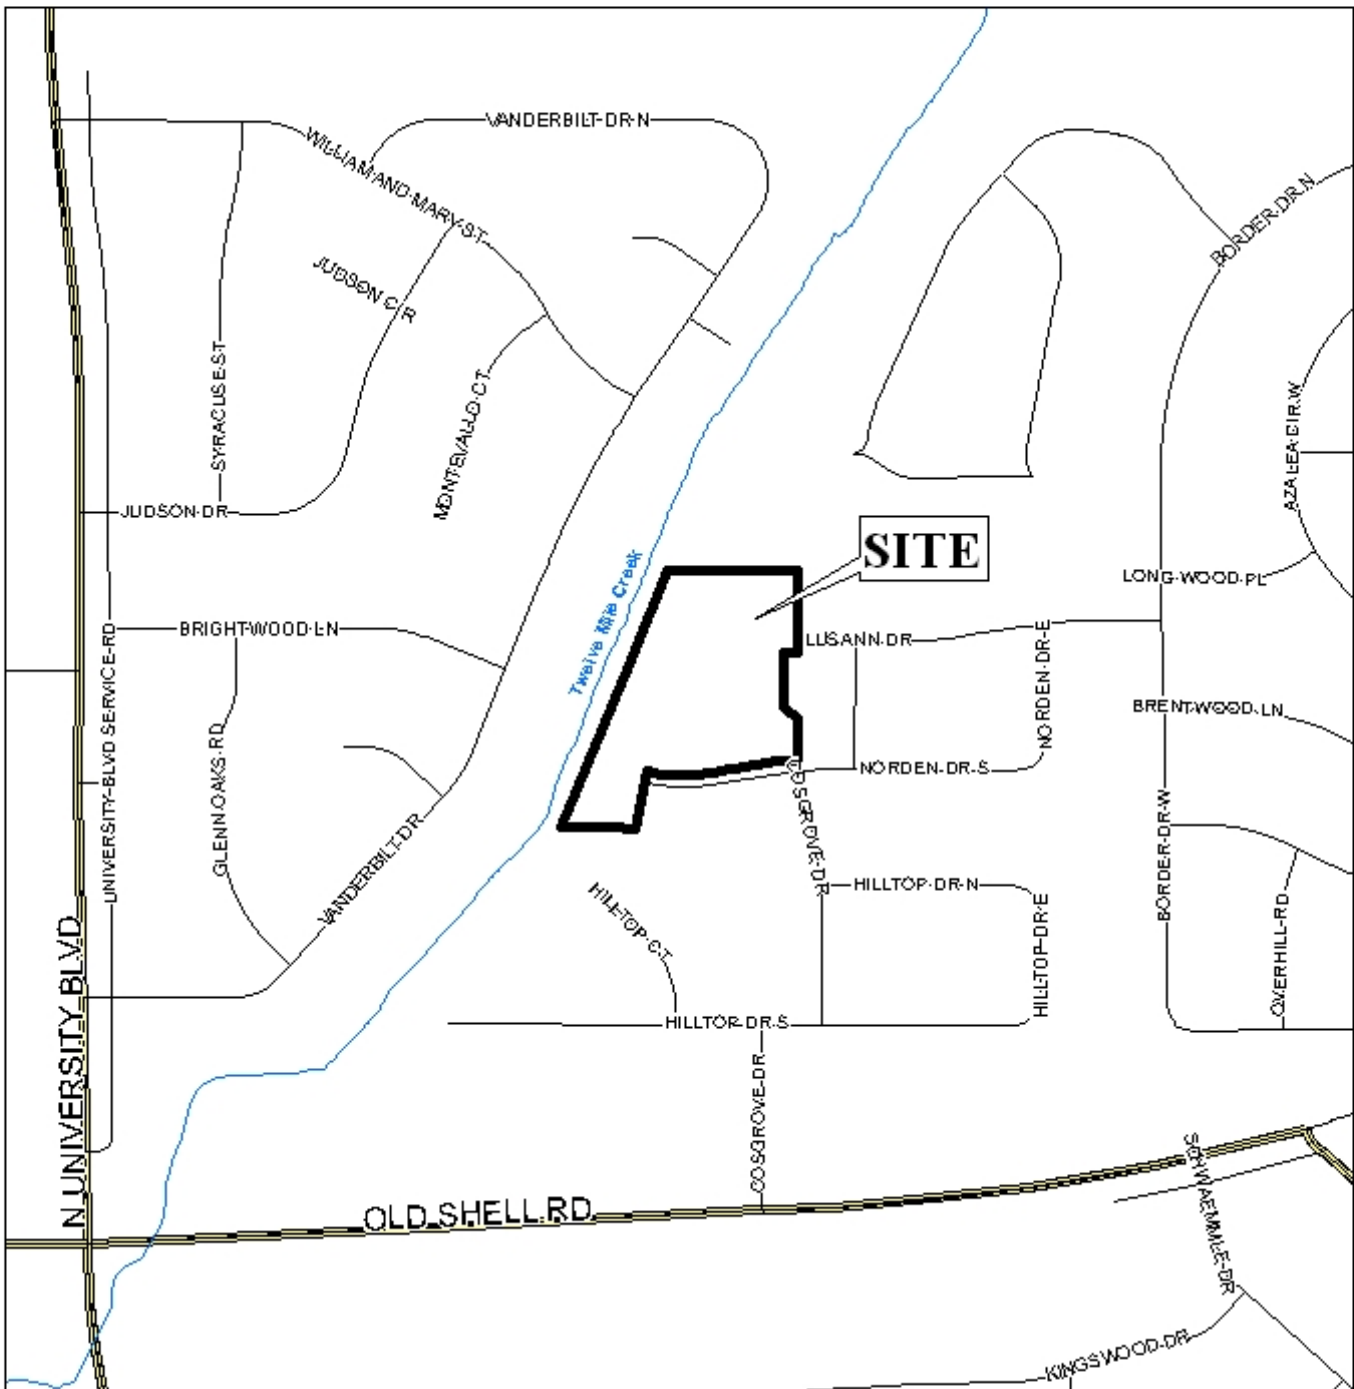 VANDERBILT DR N
WILLIAM AND MARY ST
BORDER DR N
JUDSON CIR
SYRACUSE ST
MONTEVALLO CT
AZALEA CIR W
JUDSON DR
SITE
LONG WOOD PL
Twelve Mile Creek
BRIGHTWOOD LN
LUSANN DR
NORDEN DR E
UNIVERSITY BLVD SERVICE RD
BRENTWOOD LN
GLENN OAKS RD
NORDEN DR S
COSGROVE DR
BORDER DR W
VANDERBILT DR
HILLTOP CT
HILLTOP DR N
HILLTOP DR E
OVERHILL RD
HILLTOP DR S
N UNIVERSITY BLVD
COSGROVE DR
OLD SHELL RD
SCHWAEMMLE DR
KINGSWOOD DR